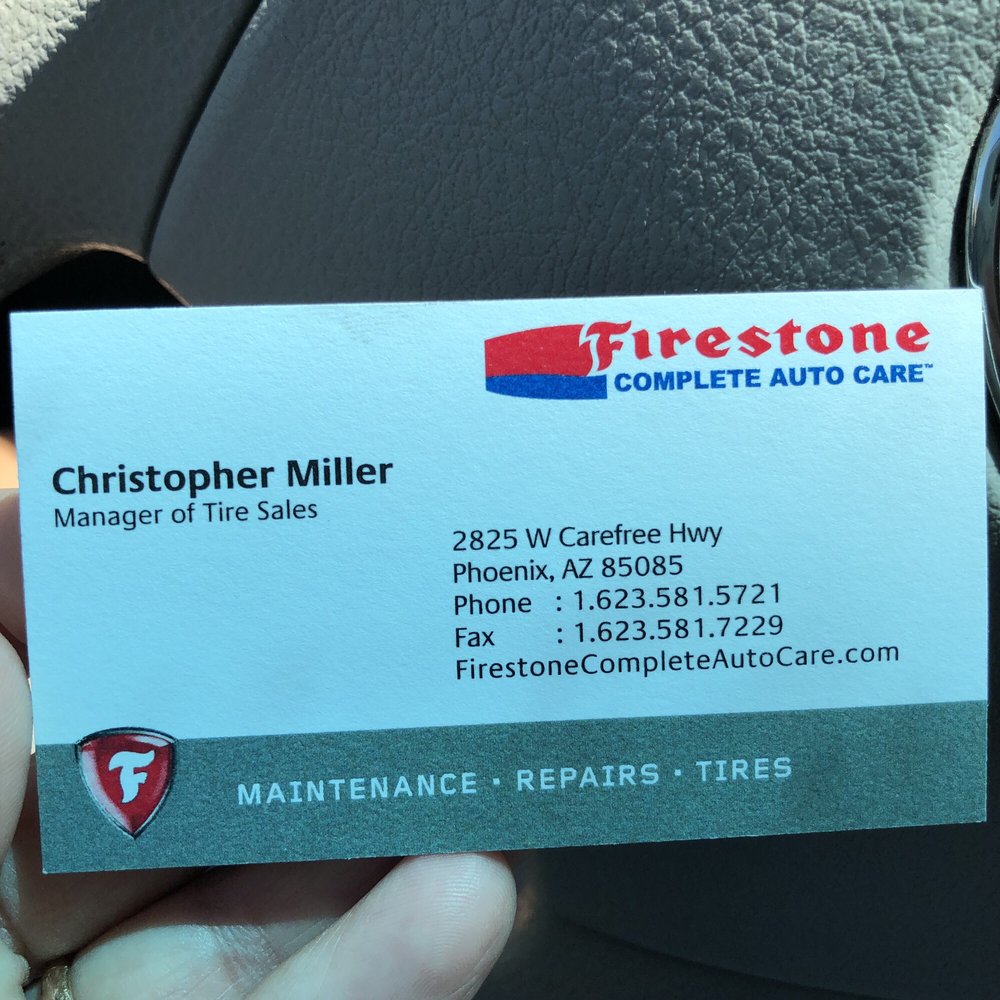 Firestone
COMPLETE AUTO CARE™
Christopher Miller
Manager of Tire Sales
2825 W Carefree Hwy
Phoenix, AZ 85085
Phone : 1.623.581.5721
Fax : 1.623.581.7229
FirestoneCompleteAutoCare.com
F
MAINTENANCE · REPAIRS · TIRES